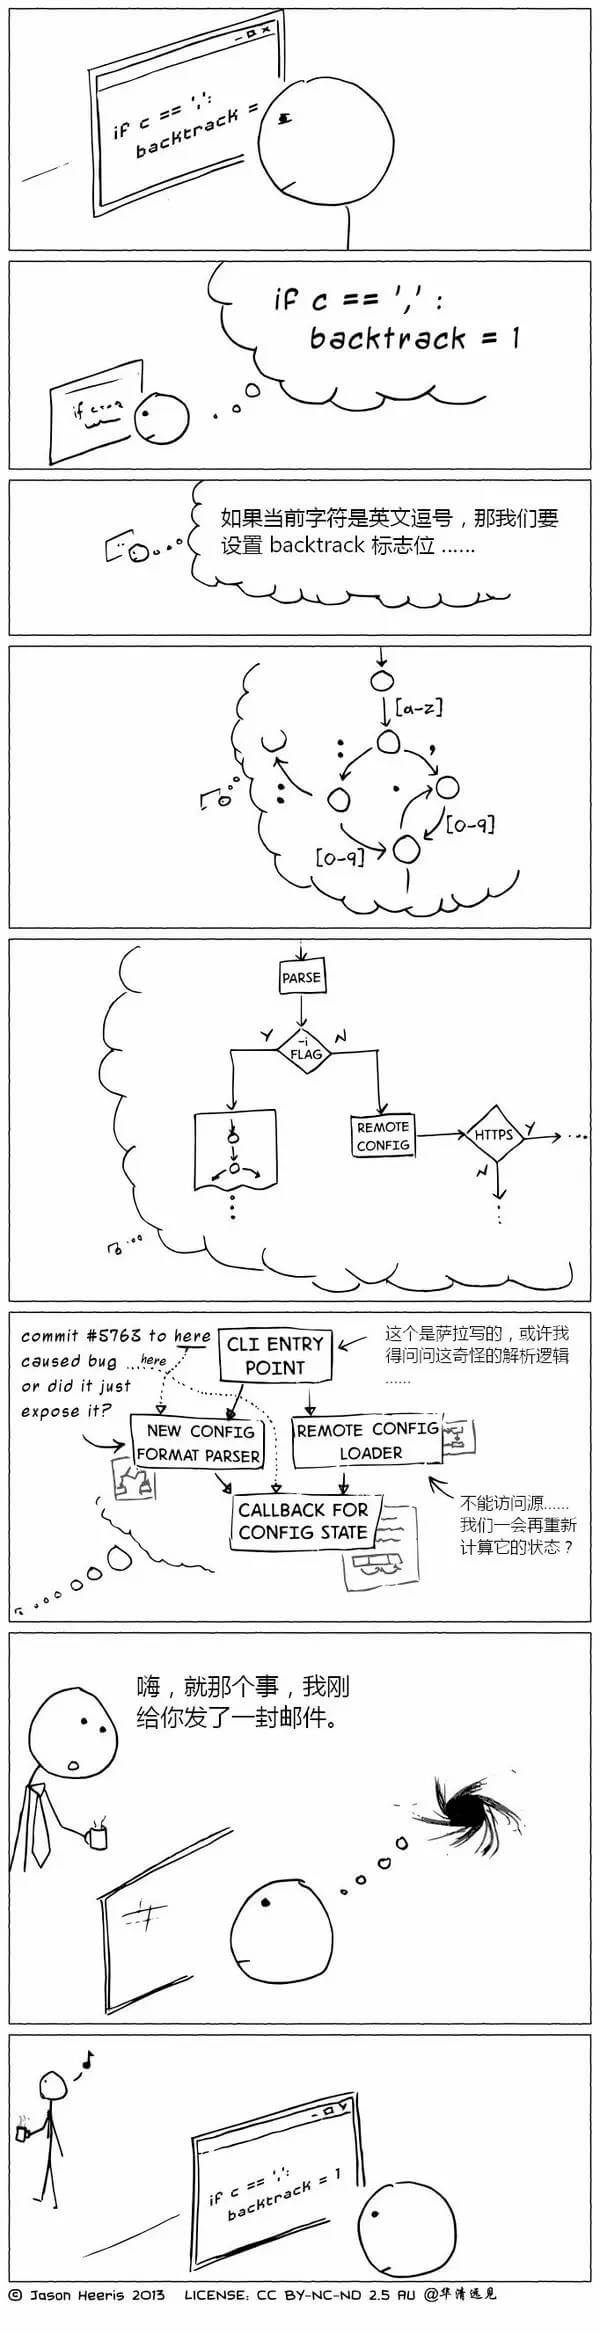 if c == ',':
backtrack =
if c == ',':
backtrack = 1
如果当前字符是英文逗号，那我们要
设置 backtrack 标志位 ......
[a-z]
:
,
:
.
[0-9]
[0-9]
PARSE
Y
-i
FLAG
N
REMOTE
CONFIG
HTTPS
Y
N
commit #5763 to here
caused bug ... here
or did it just
expose it?
CLI ENTRY
POINT
这个是萨拉写的，或许我
得问问这奇怪的解析逻辑
......
NEW CONFIG
FORMAT PARSER
REMOTE CONFIG
LOADER
CALLBACK FOR
CONFIG STATE
不能访问源......
我们一会再重新
计算它的状态？
嗨，就那个事，我刚
给你发了一封邮件。
if c == ',':
backtrack = 1
© Jason Heeris 2013 LICENSE: CC BY-NC-ND 2.5 AU @华清远见